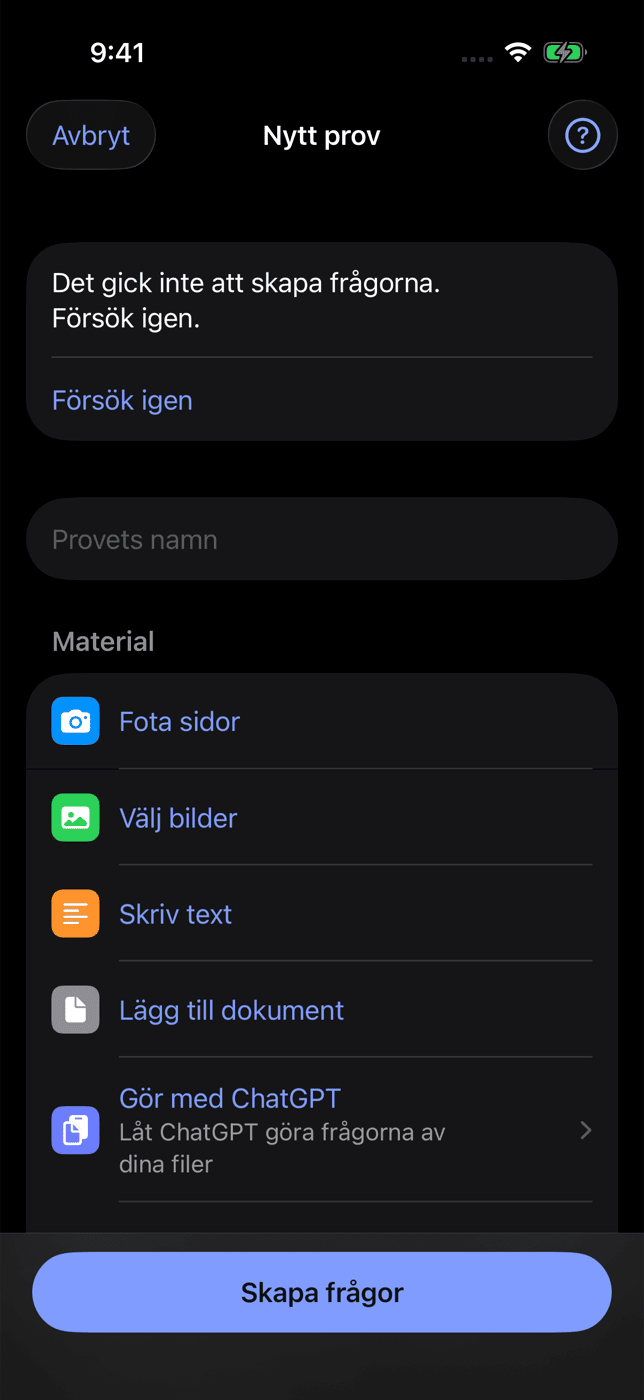 9:41
Avbryt
Nytt prov
?
Det gick inte att skapa frågorna.
Försök igen.
Försök igen
Provets namn
Material
Fota sidor
Välj bilder
Skriv text
Lägg till dokument
Gör med ChatGPT
Låt ChatGPT göra frågorna av
dina filer
Skapa frågor